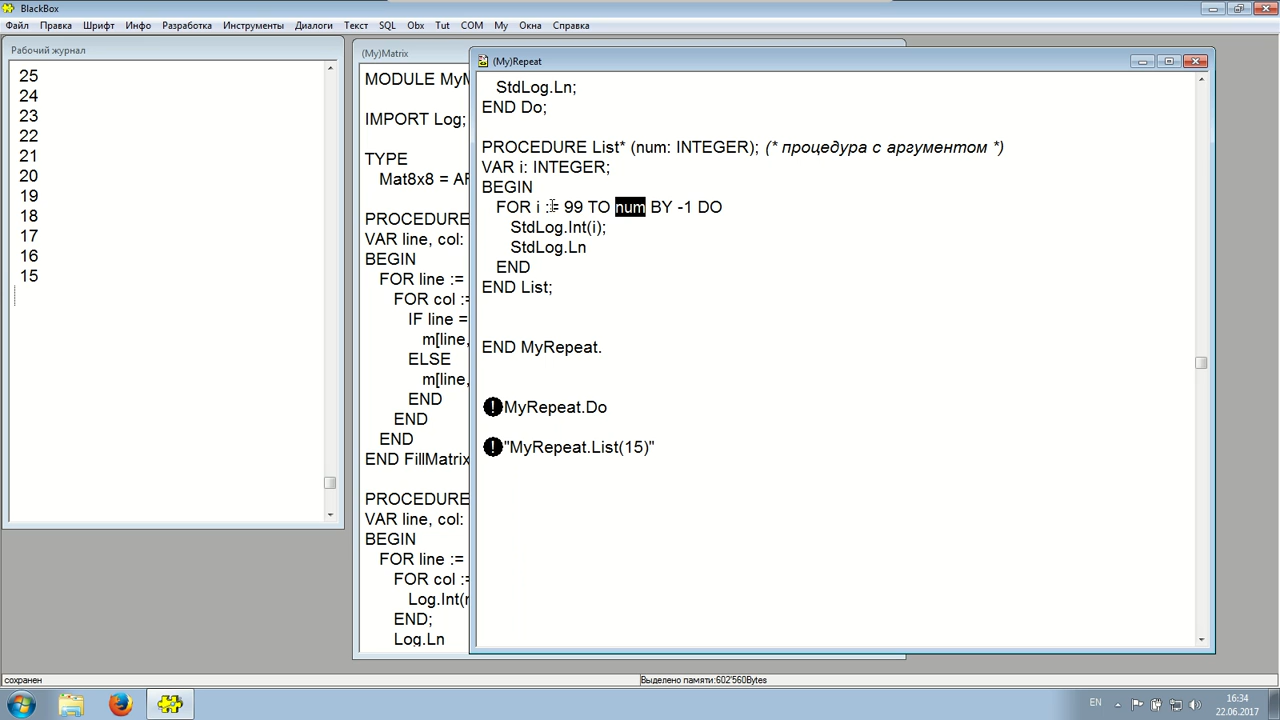 BlackBox
Файл Правка Шрифт Инфо Разработка Инструменты Диалоги Текст SQL Obx Tut COM My Окна Справка
Рабочий журнал
25
24
23
22
21
20
19
18
17
16
15
(My)Matrix
MODULE MyM
IMPORT Log;
TYPE
Mat8x8 = AR
PROCEDURE
VAR line, col:
BEGIN
FOR line :=
FOR col :=
IF line =
m[line,
ELSE
m[line,
END
END
END
END FillMatrix
PROCEDURE
VAR line, col:
BEGIN
FOR line :=
FOR col :=
Log.Int(m
END;
Log.Ln
(My)Repeat
StdLog.Ln;
END Do;
PROCEDURE List* (num: INTEGER); (* процедура с аргументом *)
VAR i: INTEGER;
BEGIN
FOR i := 99 TO num BY -1 DO
StdLog.Int(i);
StdLog.Ln
END
END List;
END MyRepeat.
! MyRepeat.Do
! "MyRepeat.List(15)"
сохранен
Выделено памяти:602'560Bytes
EN
16:34
22.06.2017